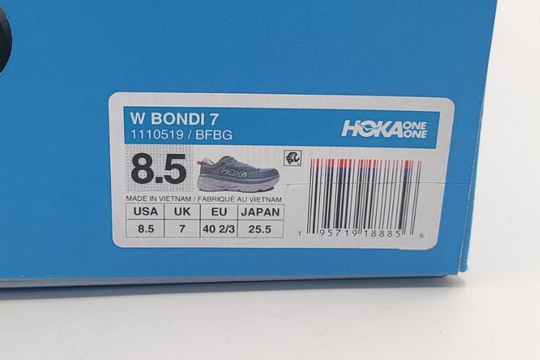 W BONDI 7
1110519 / BFBG
HOKA ONE ONE
8.5
HOKA
MADE IN VIETNAM / FABRIQUÉ AU VIETNAM
USA UK EU JAPAN
8.5 7 40 2/3 25.5
1 95719 18885 6